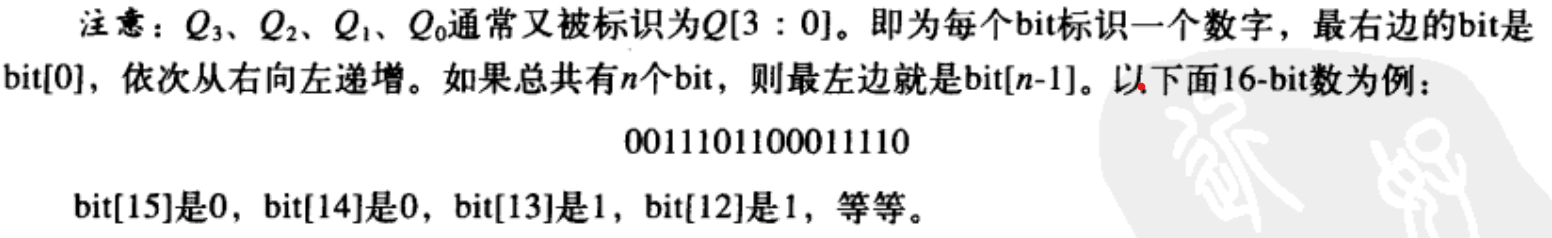 注意：Q₃、Q₂、Q₁、Q₀通常又被标识为Q[3：0]。即为每个bit标识一个数字，最右边的bit是
bit[0]，依次从右向左递增。如果总共有n个bit，则最左边就是bit[n-1]。以下面16-bit数为例：
0011101100011110
bit[15]是0，bit[14]是0，bit[13]是1，bit[12]是1，等等。